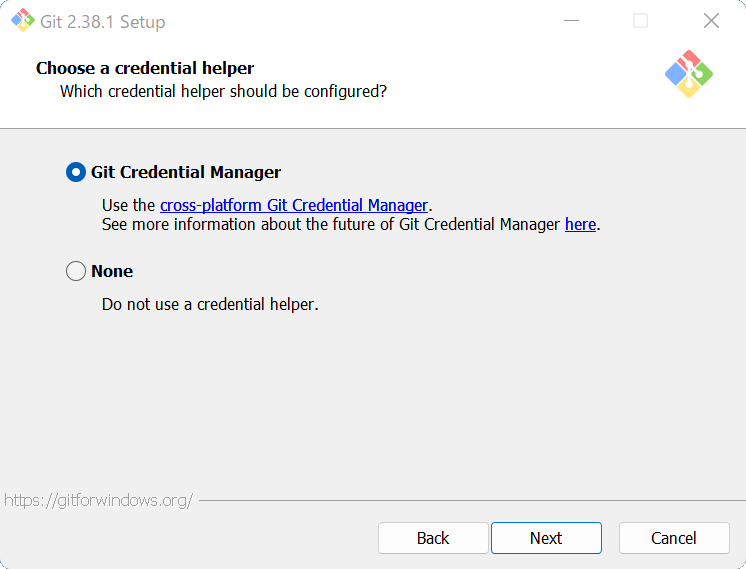 Git 2.38.1 Setup
Choose a credential helper
Which credential helper should be configured?
Git Credential Manager
Use the cross-platform Git Credential Manager.
See more information about the future of Git Credential Manager here.
None
Do not use a credential helper.
https://gitforwindows.org/
Back Next Cancel